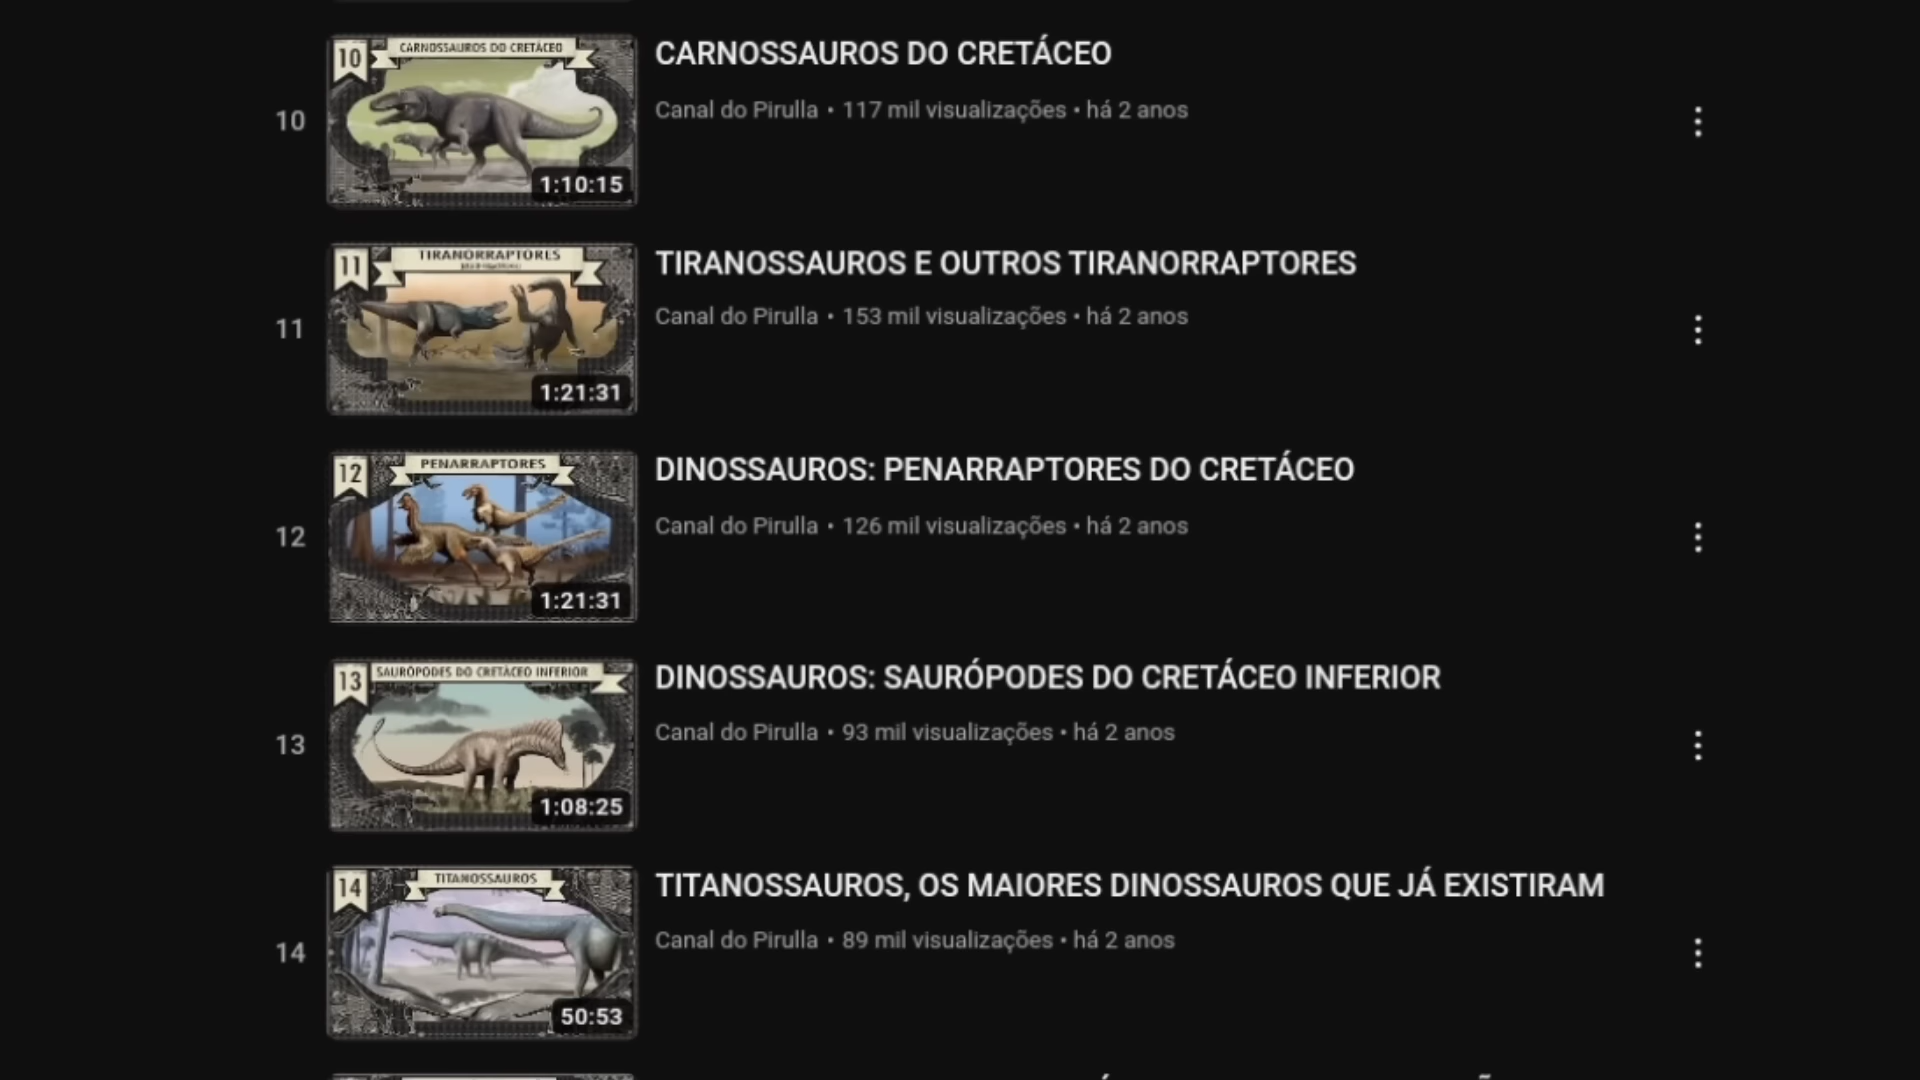 10
CARNOSSAUROS DO CRETÁCEO
10
1:10:15
CARNOSSAUROS DO CRETÁCEO
Canal do Pirulla • 117 mil visualizações • há 2 anos
11
TIRANORRAPTORES
11
1:21:31
TIRANOSSAUROS E OUTROS TIRANORRAPTORES
Canal do Pirulla • 153 mil visualizações • há 2 anos
12
PENARRAPTORES
12
1:21:31
DINOSSAUROS: PENARRAPTORES DO CRETÁCEO
Canal do Pirulla • 126 mil visualizações • há 2 anos
13
SAURÓPODES DO CRETÁCEO INFERIOR
13
1:08:25
DINOSSAUROS: SAURÓPODES DO CRETÁCEO INFERIOR
Canal do Pirulla • 93 mil visualizações • há 2 anos
14
TITANOSSAUROS
14
50:53
TITANOSSAUROS, OS MAIORES DINOSSAUROS QUE JÁ EXISTIRAM
Canal do Pirulla • 89 mil visualizações • há 2 anos